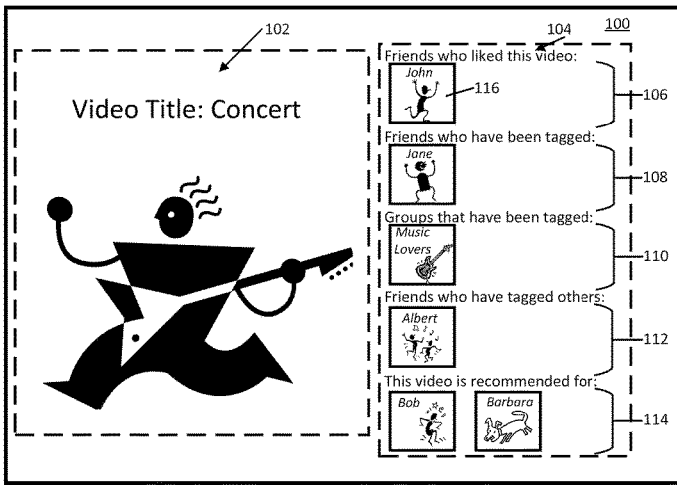 100
102
104
Video Title: Concert
Friends who liked this video:
John
116
106
Friends who have been tagged:
Jane
108
Groups that have been tagged:
Music
Lovers
110
Friends who have tagged others:
Albert
112
This video is recommended for:
Bob
Barbara
114